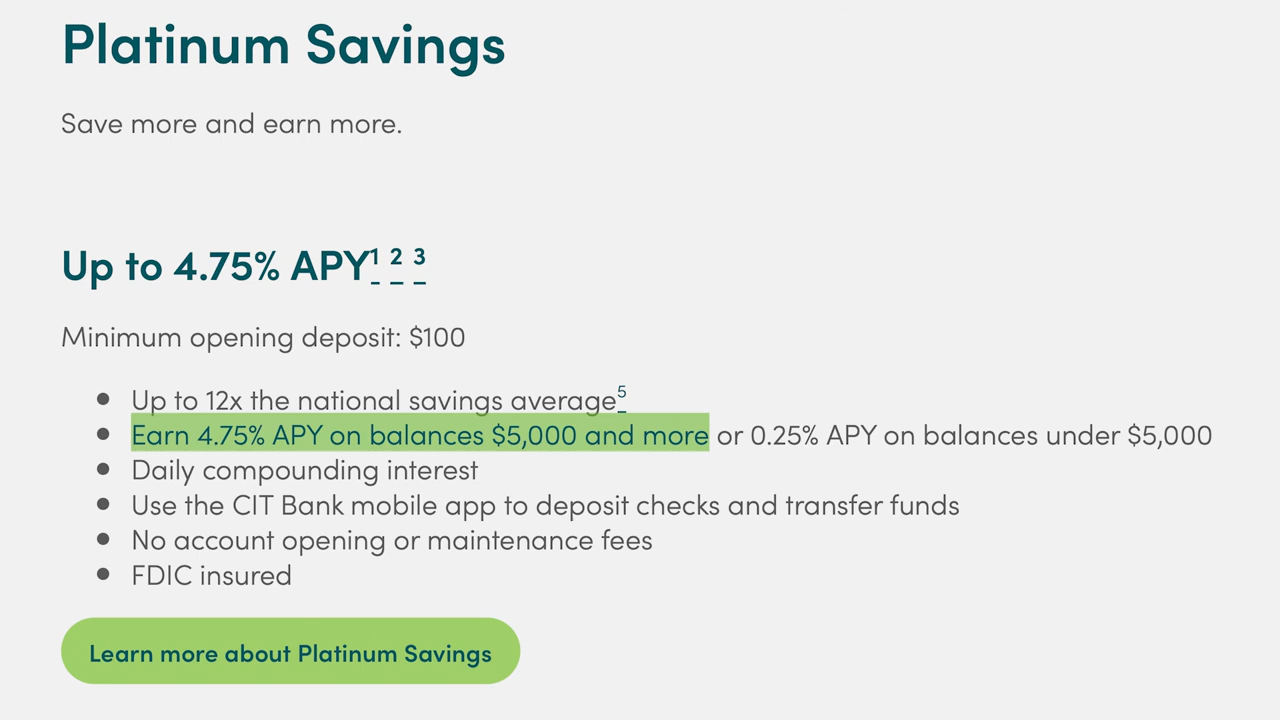 Platinum Savings
Save more and earn more.
Up to 4.75% APY1 2 3
Minimum opening deposit: $100
Up to 12x the national savings average5
Earn 4.75% APY on balances $5,000 and more or 0.25% APY on balances under $5,000
Daily compounding interest
Use the CIT Bank mobile app to deposit checks and transfer funds
No account opening or maintenance fees
FDIC insured
Learn more about Platinum Savings